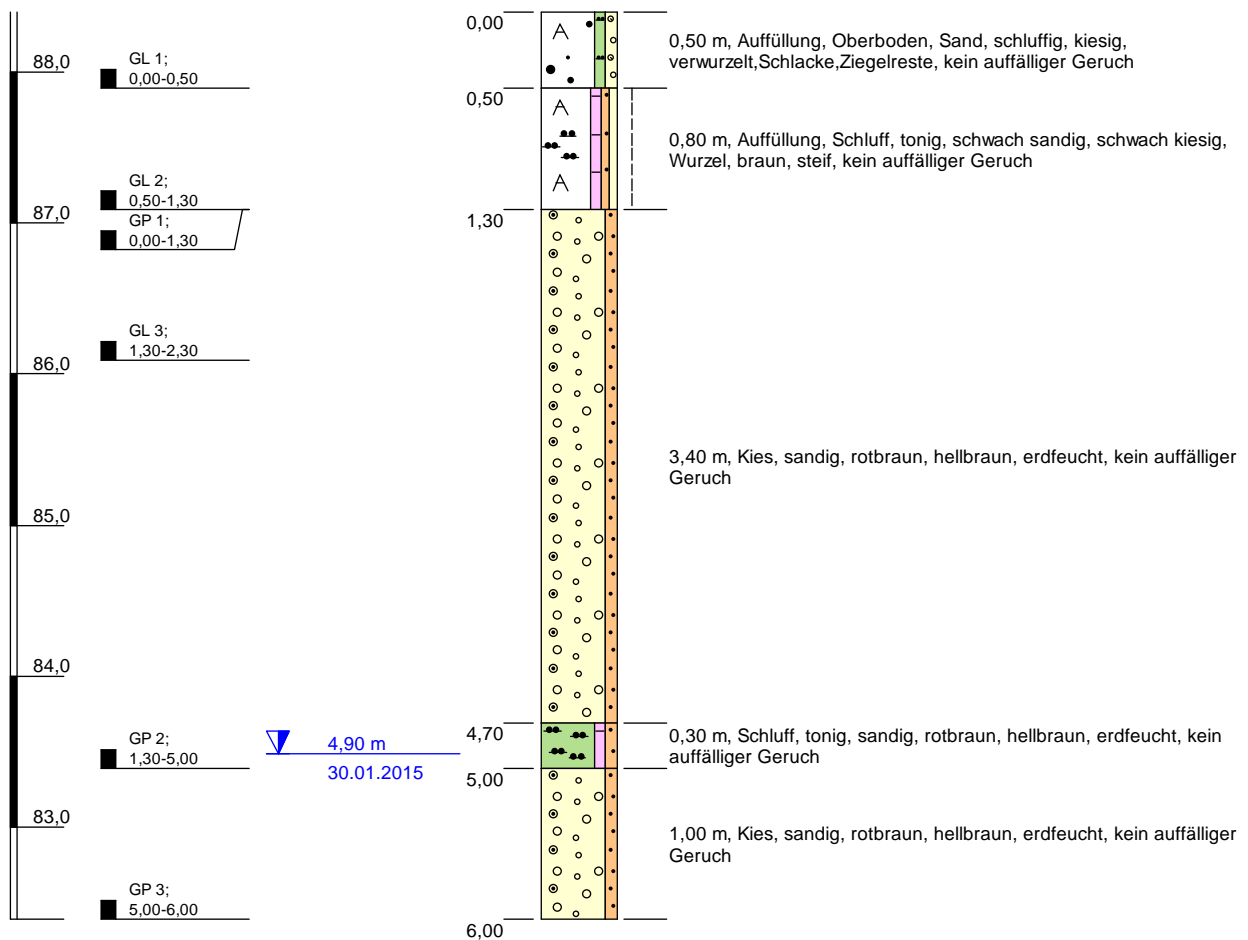 0,00
0,50 m, Auffüllung, Oberboden, Sand, schluffig, kiesig,
verwurzelt,Schlacke,Ziegelreste, kein auffälliger Geruch
GL 1;
88,0
0,00-0,50
0,50
0,80 m, Auffüllung, Schluff, tonig, schwach sandig, schwach kiesig,
Wurzel, braun, steif, kein auffälliger Geruch
GL 2;
0,50-1,30
87,0
GP 1;
0,00-1,30
1,30
GL 3;
1,30-2,30
86,0
3,40 m, Kies, sandig, rotbraun, hellbraun, erdfeucht, kein auffälliger
Geruch
85,0
84,0
4,70
0,30 m, Schluff, tonig, sandig, rotbraun, hellbraun, erdfeucht, kein
auffälliger Geruch
GP 2;
1,30-5,00
4,90 m
30.01.2015
5,00
83,0
1,00 m, Kies, sandig, rotbraun, hellbraun, erdfeucht, kein auffälliger
Geruch
GP 3;
5,00-6,00
6,00